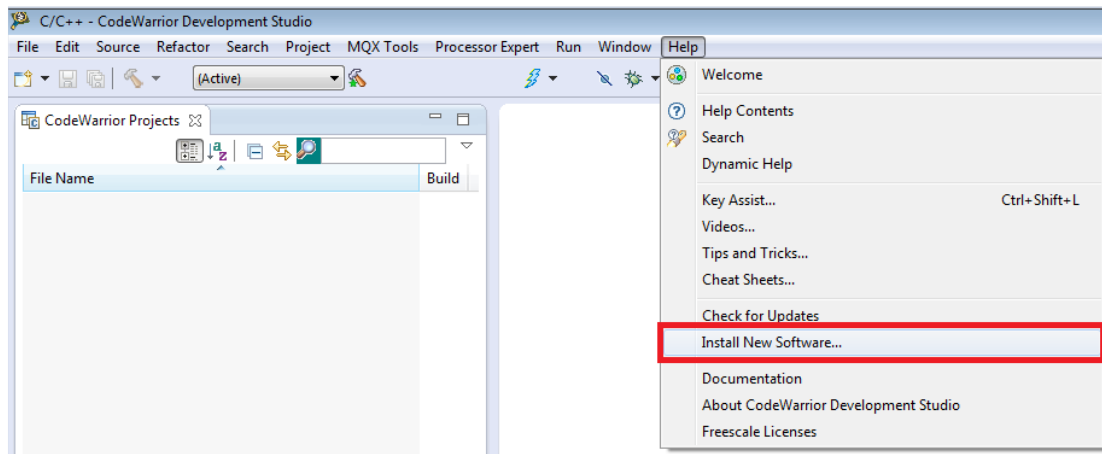 C/C++ - CodeWarrior Development Studio
File Edit Source Refactor Search Project MQX Tools Processor Expert Run Window Help
(Active)
CodeWarrior Projects
File Name Build
Welcome
Help Contents
Search
Dynamic Help
Key Assist... Ctrl+Shift+L
Videos...
Tips and Tricks...
Cheat Sheets...
Check for Updates
Install New Software...
Documentation
About CodeWarrior Development Studio
Freescale Licenses